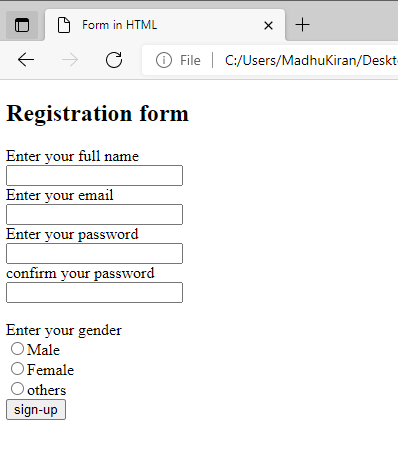 Form in HTML
File
C:/Users/MadhuKiran/Deskt
Registration form
Enter your full name
Enter your email
Enter your password
confirm your password
Enter your gender
Male
Female
others
sign-up